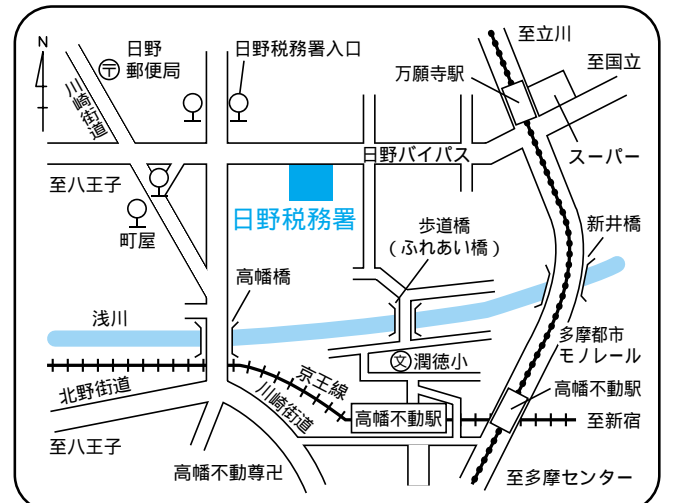 N
日野
郵便局
日野税務署入口
至立川
万願寺駅
至国立
川崎街道
スーパー
日野バイパス
至八王子
日野税務署
町屋
歩道橋
(ふれあい橋)
新井橋
高幡橋
浅川
多摩都市
モノレール
文潤徳小
北野街道
京王線
川崎街道
高幡不動駅
高幡不動駅
至新宿
至八王子
高幡不動尊卍
至多摩センター